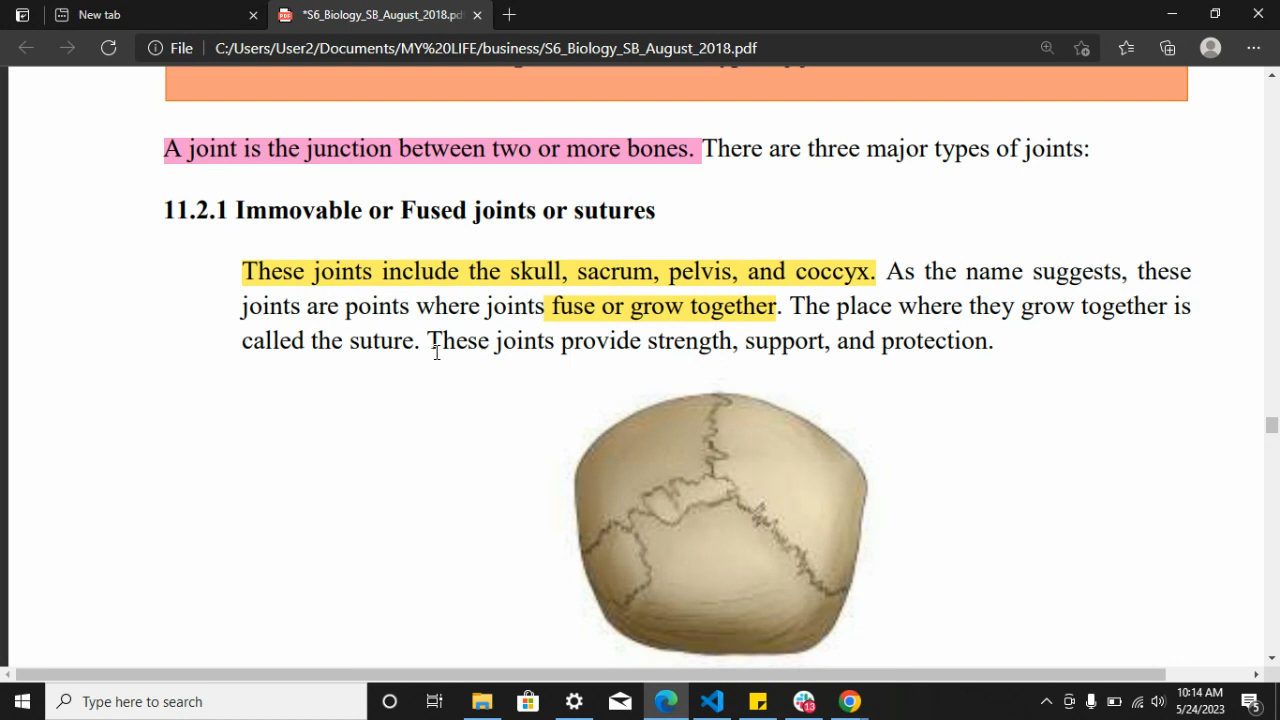 New tab
*S6_Biology_SB_August_2018.pdf
File
C:/Users/User2/Documents/MY%20LIFE/business/S6_Biology_SB_August_2018.pdf
A joint is the junction between two or more bones. There are three major types of joints:
11.2.1 Immovable or Fused joints or sutures
These joints include the skull, sacrum, pelvis, and coccyx. As the name suggests, these
joints are points where joints fuse or grow together. The place where they grow together is
called the suture. These joints provide strength, support, and protection.
Type here to search
13
10:14 AM
5/24/2023
5